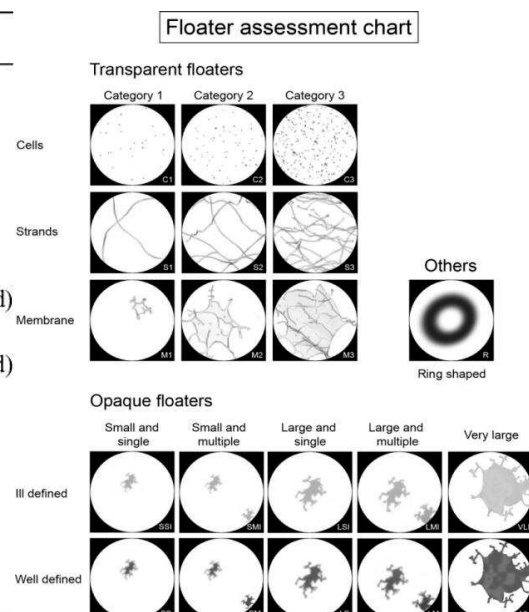 Floater assessment chart
Transparent floaters
Category 1 Category 2 Category 3
Cells
C1 C2 C3
Strands
S1 S2 S3
d)
Membrane
M1 M2 M3
Others
R
Ring shaped
d)
Opaque floaters
Small and single
Small and multiple
Large and single
Large and multiple
Very large
Ill defined
SSI SMI LSI LMI VLI
Well defined